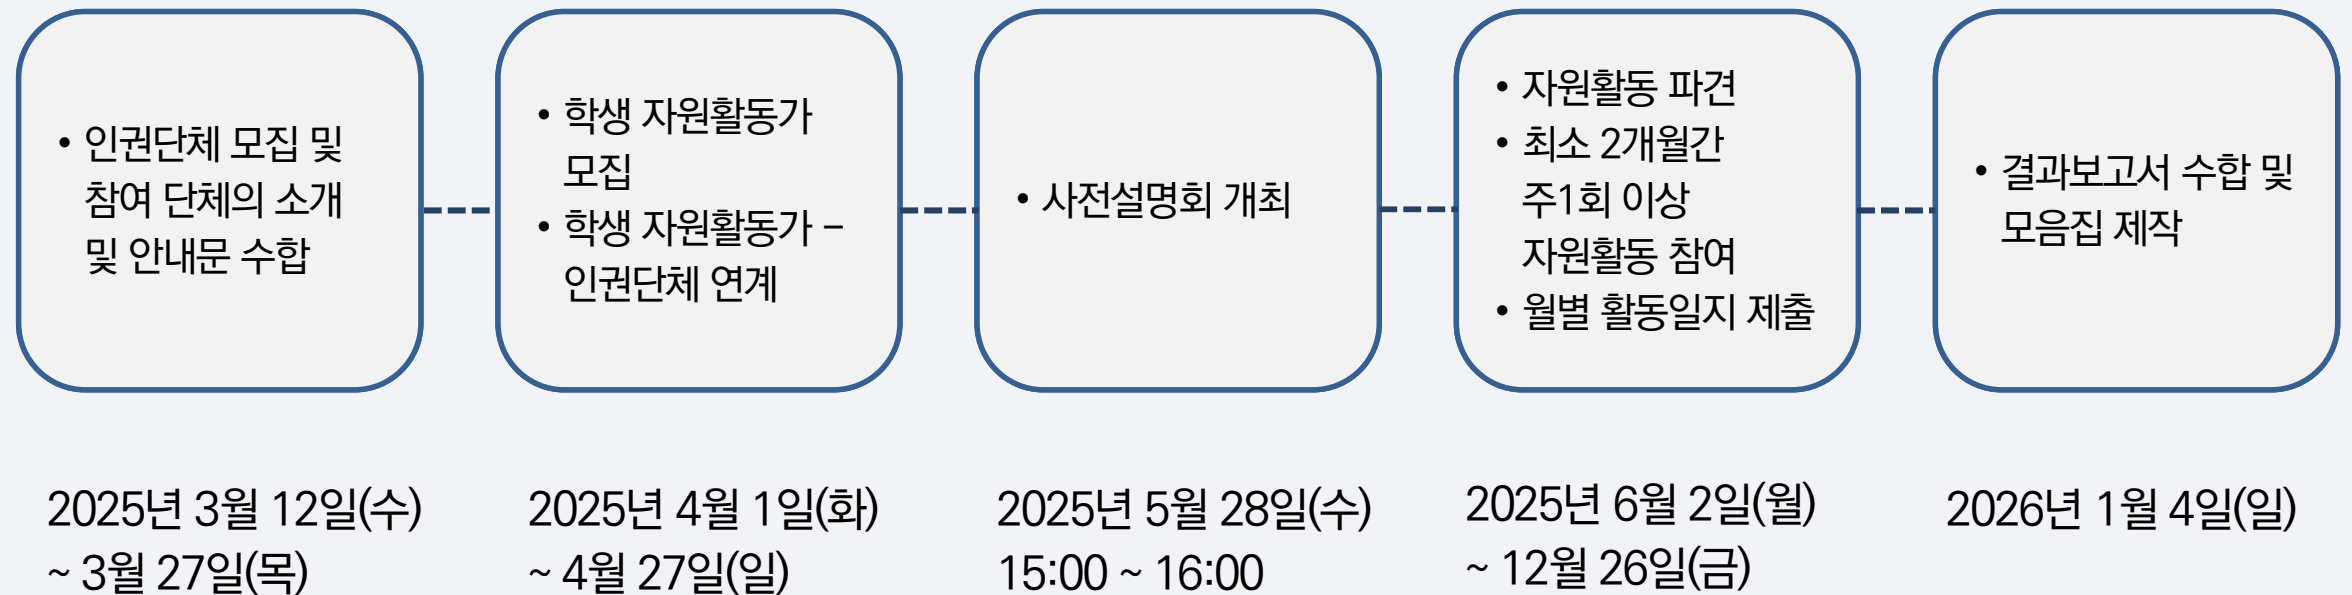 • 인권단체 모집 및
참여 단체의 소개
및 안내문 수합
• 학생 자원활동가
모집
• 학생 자원활동가 –
인권단체 연계
• 사전설명회 개최
• 자원활동 파견
• 최소 2개월간
주1회 이상
자원활동 참여
• 월별 활동일지 제출
• 결과보고서 수합 및
모음집 제작
2025년 3월 12일(수)
~ 3월 27일(목)
2025년 4월 1일(화)
~ 4월 27일(일)
2025년 5월 28일(수)
15:00 ~ 16:00
2025년 6월 2일(월)
~ 12월 26일(금)
2026년 1월 4일(일)